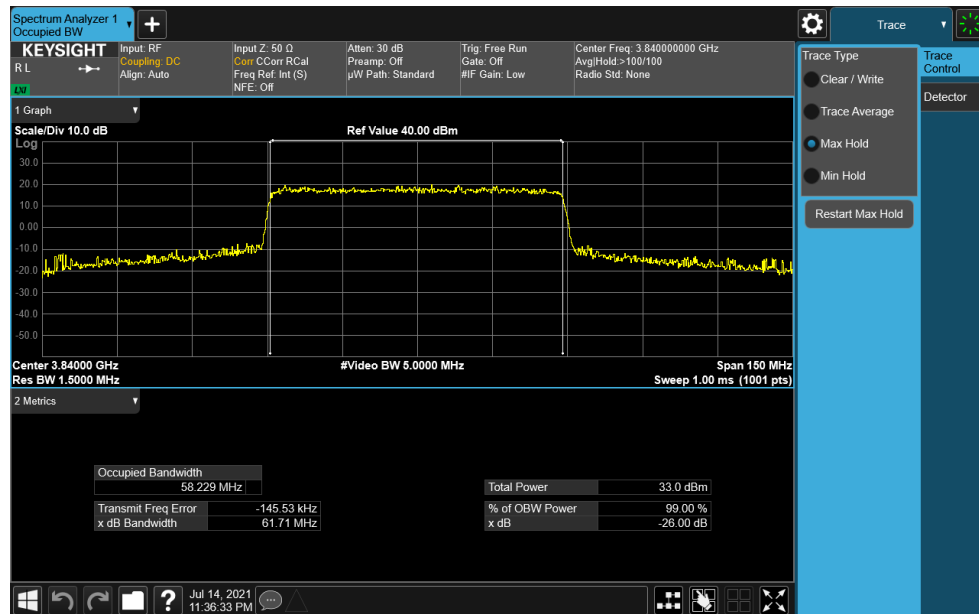 Spectrum Analyzer 1
Occupied BW
Trace
KEYSIGHT
R L
LXI
Input: RF
Coupling: DC
Align: Auto
Input Z: 50 Ω
Corr CCorr RCal
Freq Ref: Int (S)
NFE: Off
Atten: 30 dB
Preamp: Off
µW Path: Standard
Trig: Free Run
Gate: Off
#IF Gain: Low
Center Freq: 3.840000000 GHz
Avg|Hold:>100/100
Radio Std: None
Trace Type
Clear / Write
Trace Average
Max Hold
Min Hold
Restart Max Hold
Trace
Control
Detector
1 Graph
Scale/Div 10.0 dB
Ref Value 40.00 dBm
Log
30.0
20.0
10.0
0.00
-10.0
-20.0
-30.0
-40.0
-50.0
Center 3.84000 GHz
#Video BW 5.0000 MHz
Span 150 MHz
Res BW 1.5000 MHz
Sweep 1.00 ms (1001 pts)
2 Metrics
Occupied Bandwidth
58.229 MHz
Total Power 33.0 dBm
Transmit Freq Error -145.53 kHz
% of OBW Power 99.00 %
x dB Bandwidth 61.71 MHz
x dB -26.00 dB
?
Jul 14, 2021
11:36:33 PM